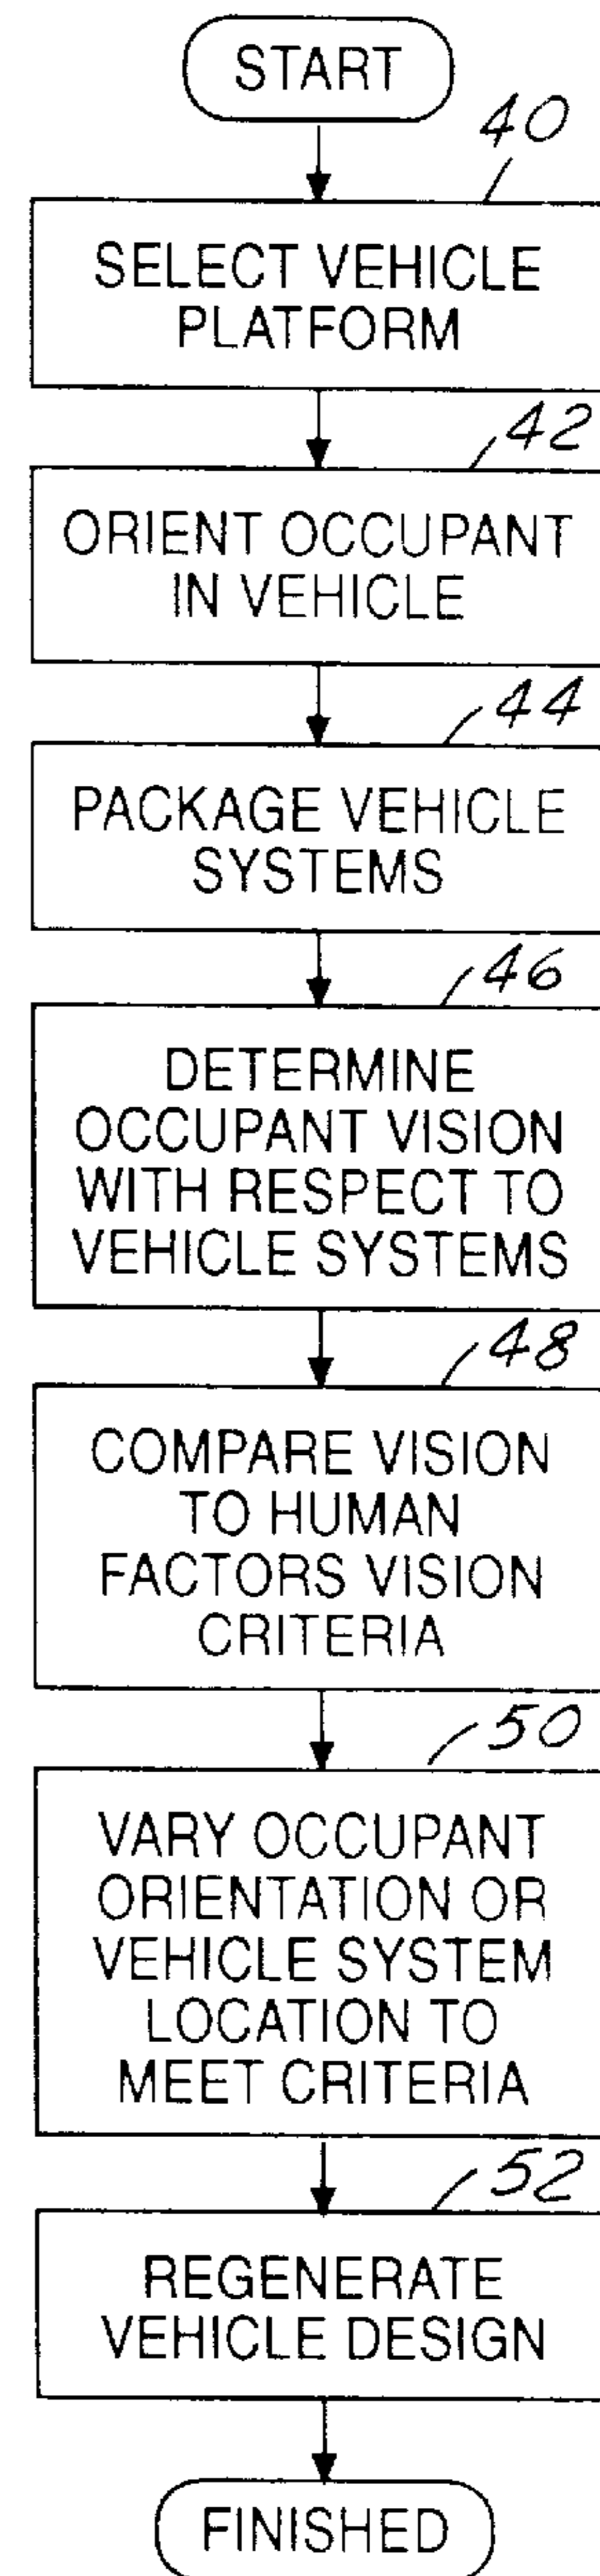 START
40
SELECT VEHICLE
PLATFORM
42
ORIENT OCCUPANT
IN VEHICLE
44
PACKAGE VEHICLE
SYSTEMS
46
DETERMINE
OCCUPANT VISION
WITH RESPECT TO
VEHICLE SYSTEMS
48
COMPARE VISION
TO HUMAN
FACTORS VISION
CRITERIA
50
VARY OCCUPANT
ORIENTATION OR
VEHICLE SYSTEM
LOCATION TO
MEET CRITERIA
52
REGENERATE
VEHICLE DESIGN
FINISHED